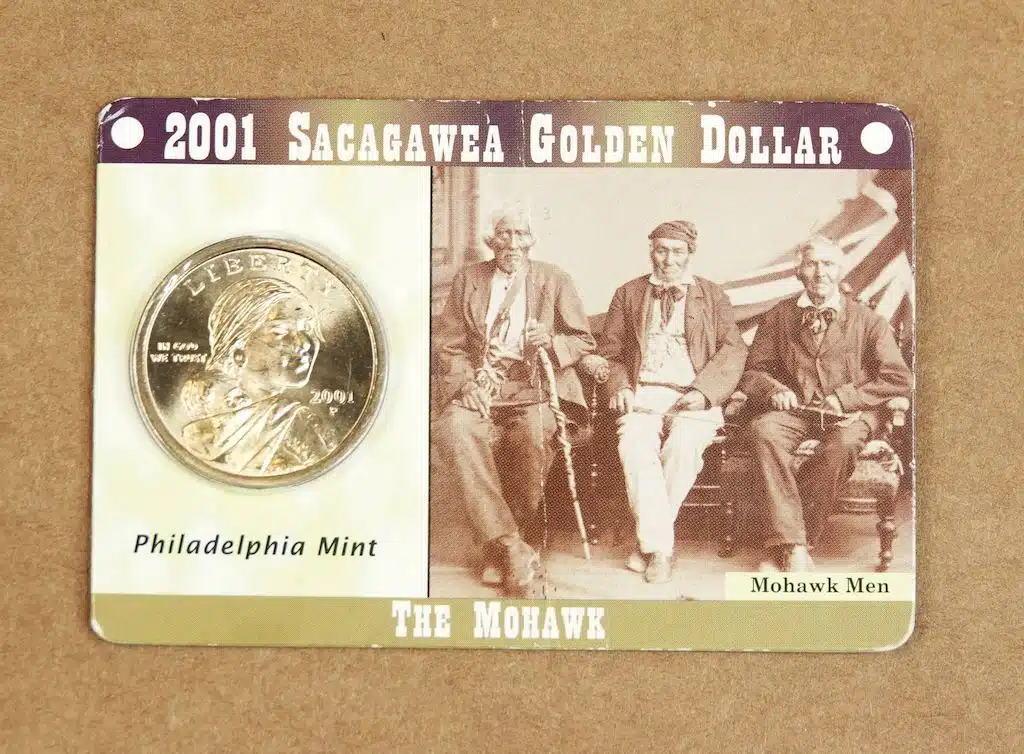 2001 SACAGAWEA GOLDEN DOLLAR
LIBERTY
IN GOD
WE TRUST
2001
P
Philadelphia Mint
Mohawk Men
THE MOHAWK